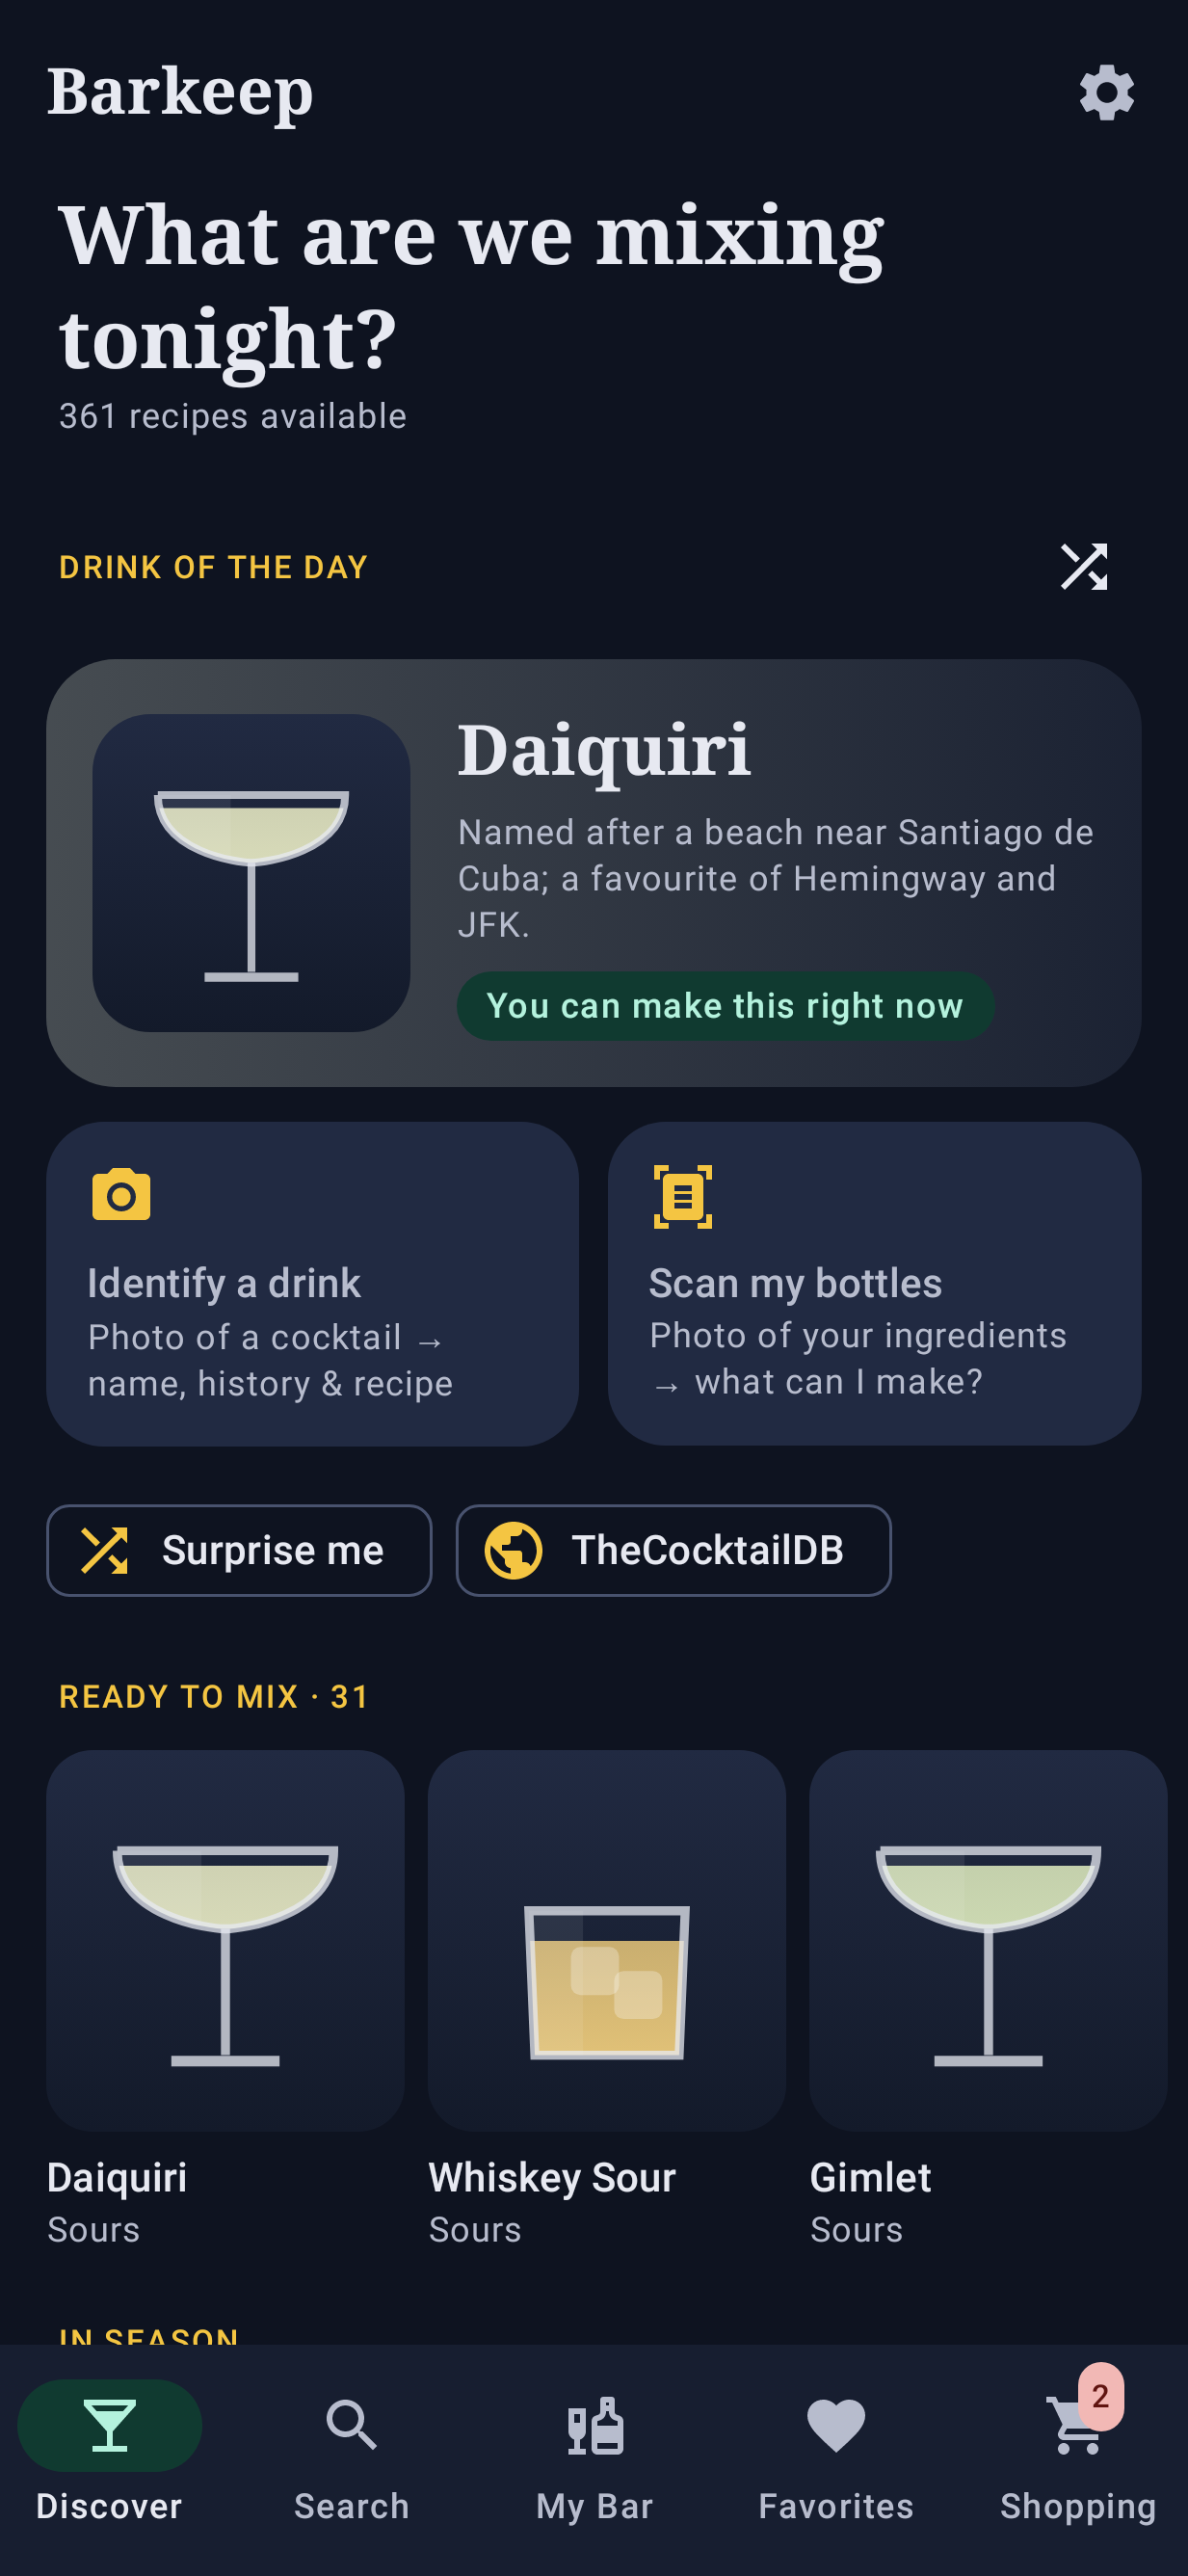 Barkeep
What are we mixing
tonight?
361 recipes available
DRINK OF THE DAY
Daiquiri
Named after a beach near Santiago de
Cuba; a favourite of Hemingway and
JFK.
You can make this right now
Identify a drink
Photo of a cocktail →
name, history & recipe
Scan my bottles
Photo of your ingredients
→ what can I make?
Surprise me
TheCocktailDB
READY TO MIX · 31
Daiquiri
Sours
Whiskey Sour
Sours
Gimlet
Sours
IN SEASON
2
Discover
Search
My Bar
Favorites
Shopping